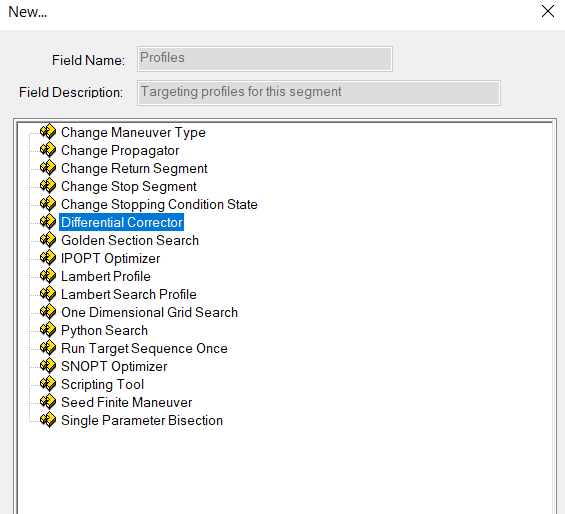 New...
Field Name: Profiles
Field Description: Targeting profiles for this segment
Change Maneuver Type
Change Propagator
Change Return Segment
Change Stop Segment
Change Stopping Condition State
Differential Corrector
Golden Section Search
IPOPT Optimizer
Lambert Profile
Lambert Search Profile
One Dimensional Grid Search
Python Search
Run Target Sequence Once
SNOPT Optimizer
Scripting Tool
Seed Finite Maneuver
Single Parameter Bisection